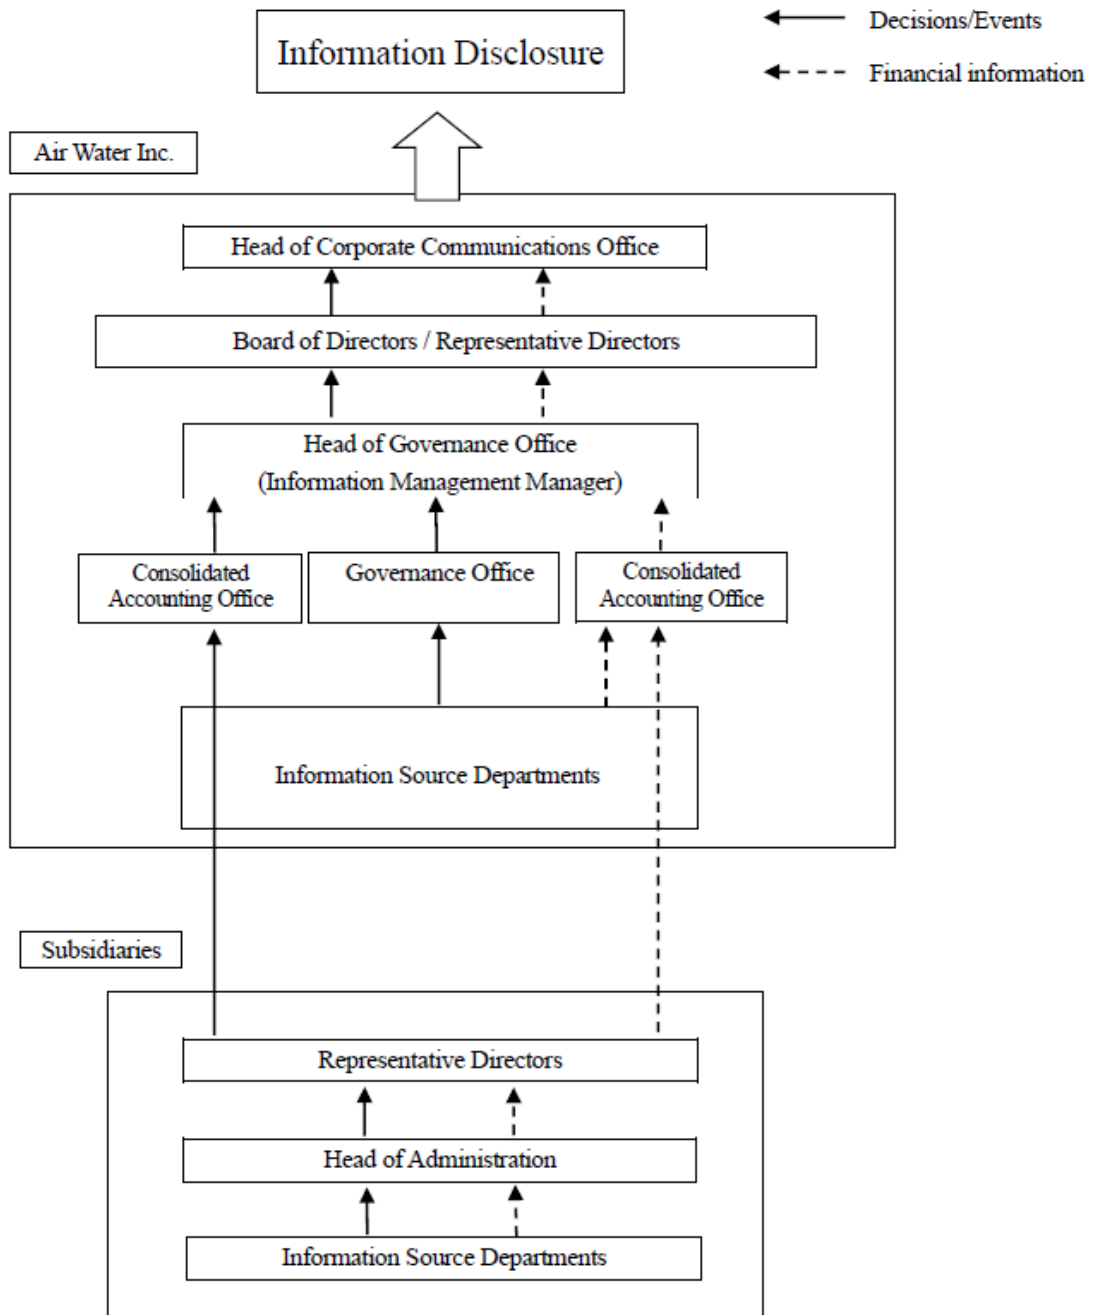 Information Disclosure
Decisions/Events
Financial information
Air Water Inc.
Head of Corporate Communications Office
Board of Directors / Representative Directors
Head of Governance Office
(Information Management Manager)
Consolidated
Accounting Office
Governance Office
Consolidated
Accounting Office
Information Source Departments
Subsidiaries
Representative Directors
Head of Administration
Information Source Departments